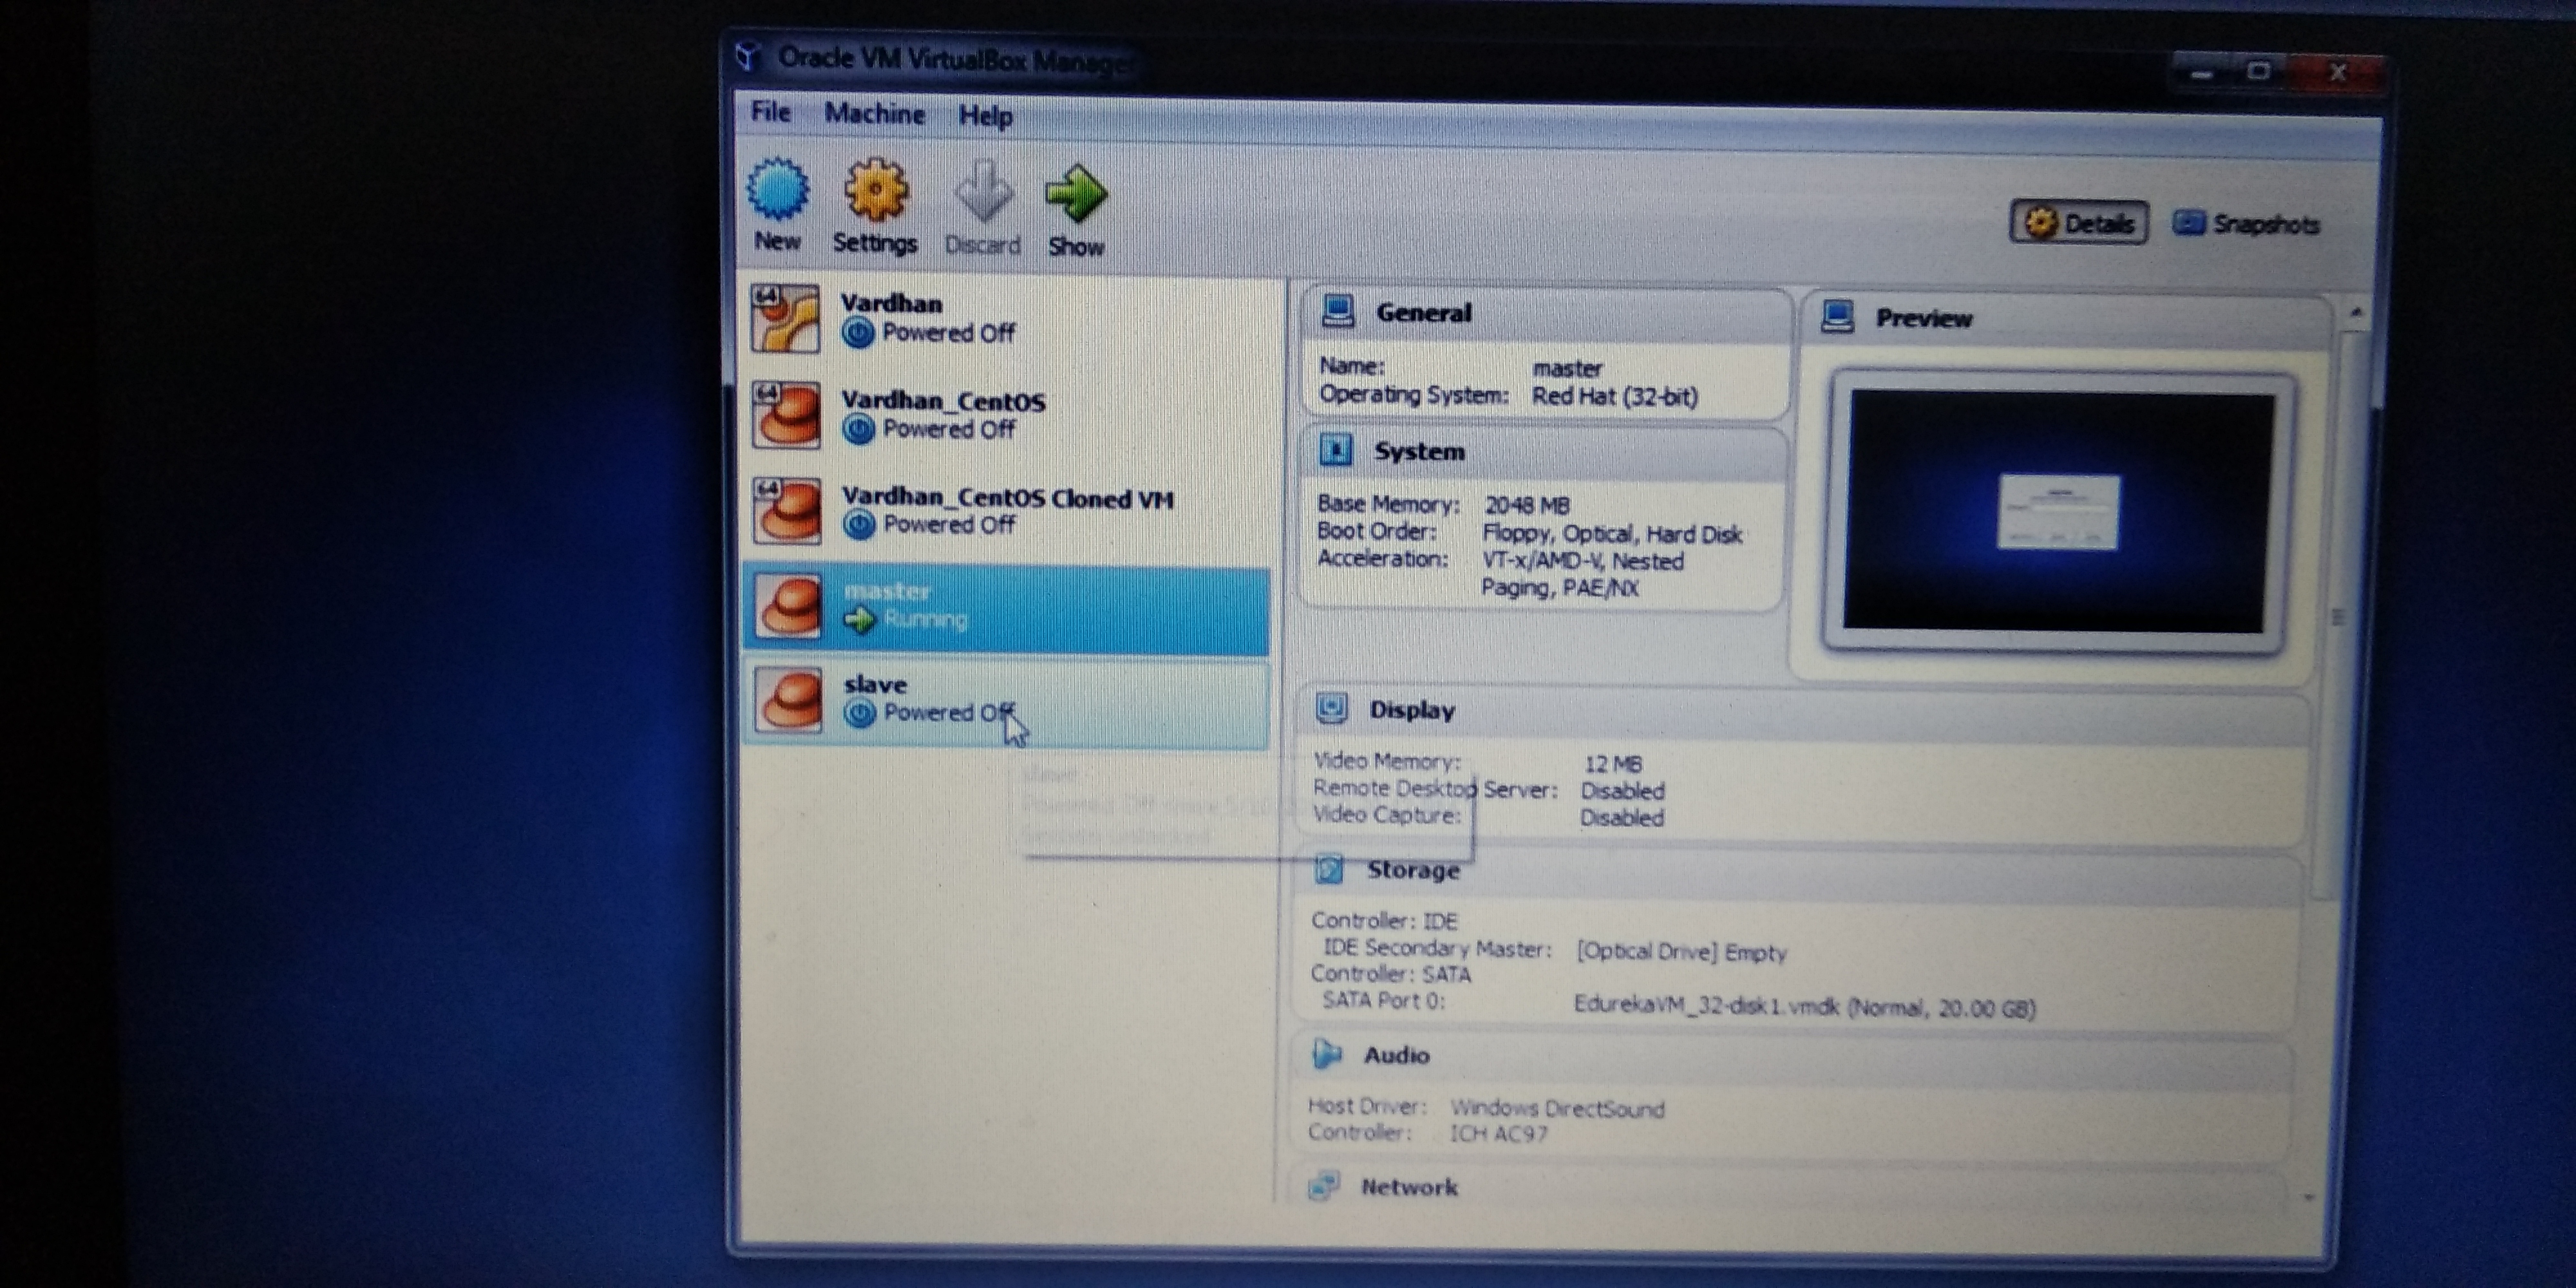 Oracle VM VirtualBox Manager
File Machine Help
New Settings Discard Show
Details Snapshots
64
Vardhan
Powered Off
64
Vardhan_CentOS
Powered Off
64
Vardhan_CentOS Cloned VM
Powered Off
master
Running
slave
Powered Off
General
Name: master
Operating System: Red Hat (32-bit)
System
Base Memory: 2048 MB
Boot Order: Floppy, Optical, Hard Disk
Acceleration: VT-x/AMD-V, Nested
Paging, PAE/NX
Preview
Display
Video Memory: 12 MB
Remote Desktop Server: Disabled
Video Capture: Disabled
Storage
Controller: IDE
IDE Secondary Master: [Optical Drive] Empty
Controller: SATA
SATA Port 0: EdurekaVM_32-disk1.vmdk (Normal, 20.00 GB)
Audio
Host Driver: Windows DirectSound
Controller: ICH AC97
Network